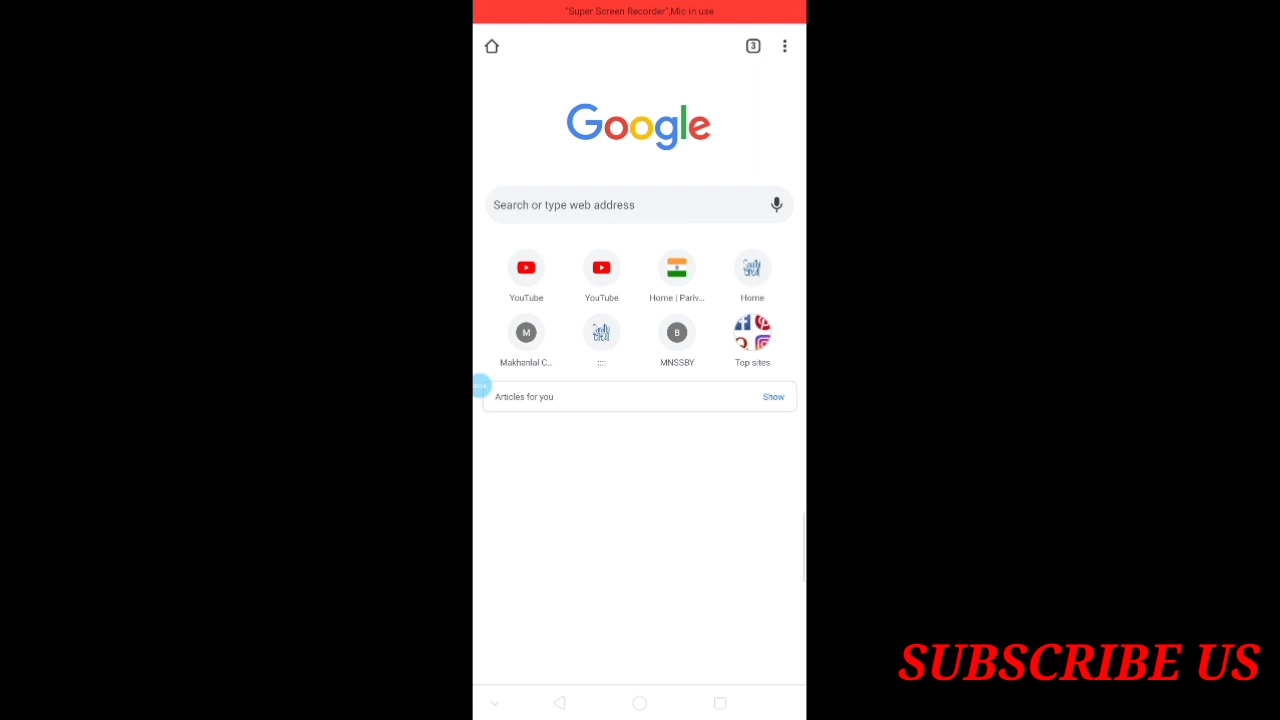 "Super Screen Recorder",Mic in use
3
Google
Search or type web address
YouTube
YouTube
Home | Pariv...
Home
M
B
Makhanlal C...
::::
MNSSBY
Top sites
Articles for you
Show
SUBSCRIBE US